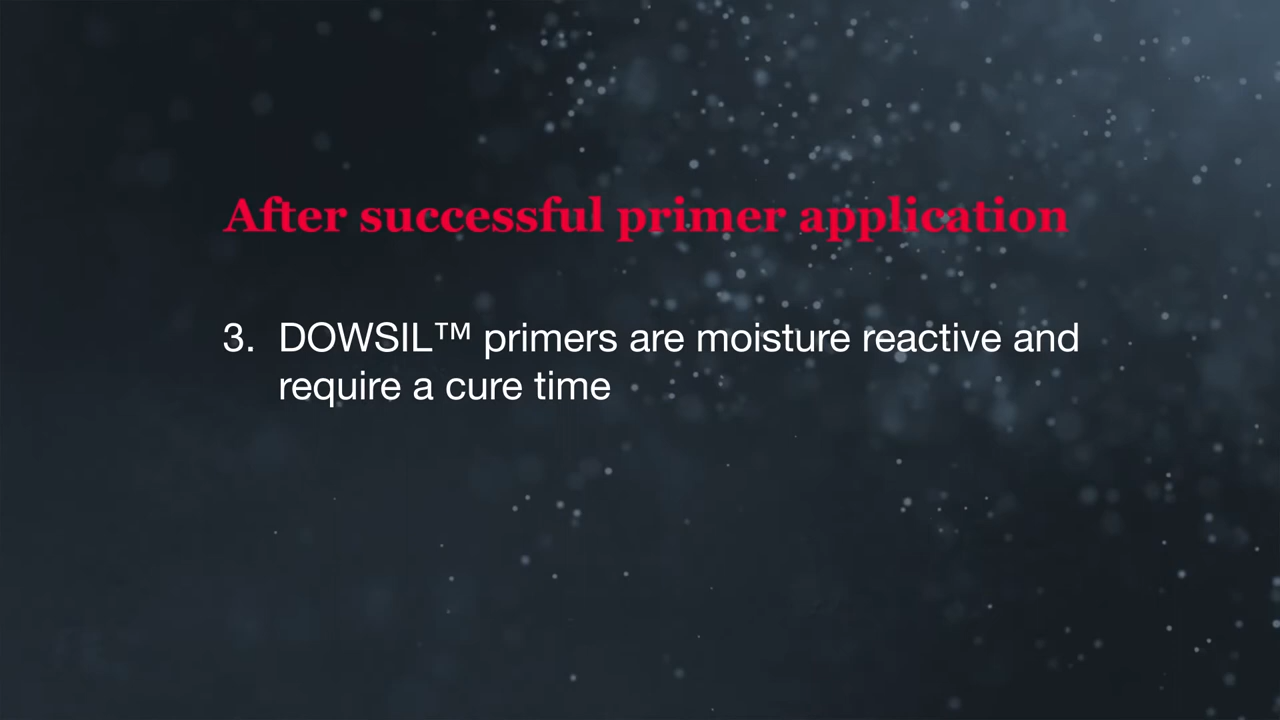 After successful primer application
3. DOWSIL™ primers are moisture reactive and
require a cure time